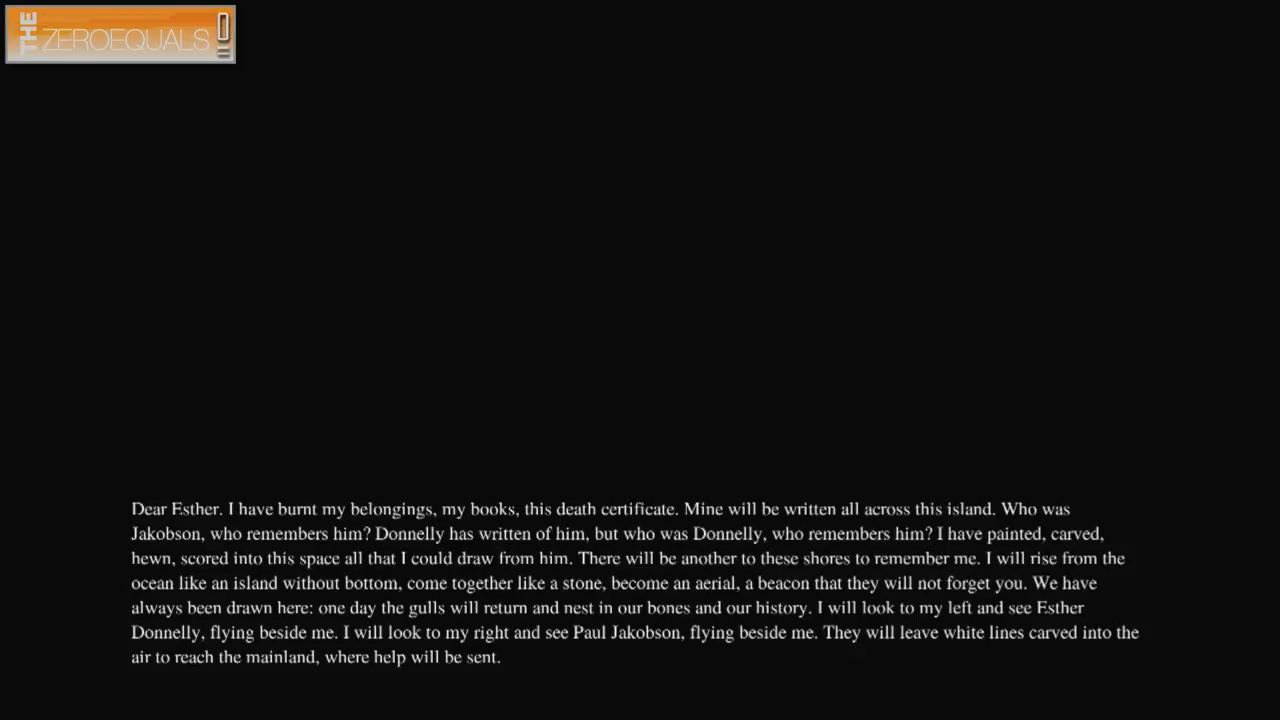 THE ZEROEQUALS 0 =
Dear Esther. I have burnt my belongings, my books, this death certificate. Mine will be written all across this island. Who was
Jakobson, who remembers him? Donnelly has written of him, but who was Donnelly, who remembers him? I have painted, carved,
hewn, scored into this space all that I could draw from him. There will be another to these shores to remember me. I will rise from the
ocean like an island without bottom, come together like a stone, become an aerial, a beacon that they will not forget you. We have
always been drawn here: one day the gulls will return and nest in our bones and our history. I will look to my left and see Esther
Donnelly, flying beside me. I will look to my right and see Paul Jakobson, flying beside me. They will leave white lines carved into the
air to reach the mainland, where help will be sent.